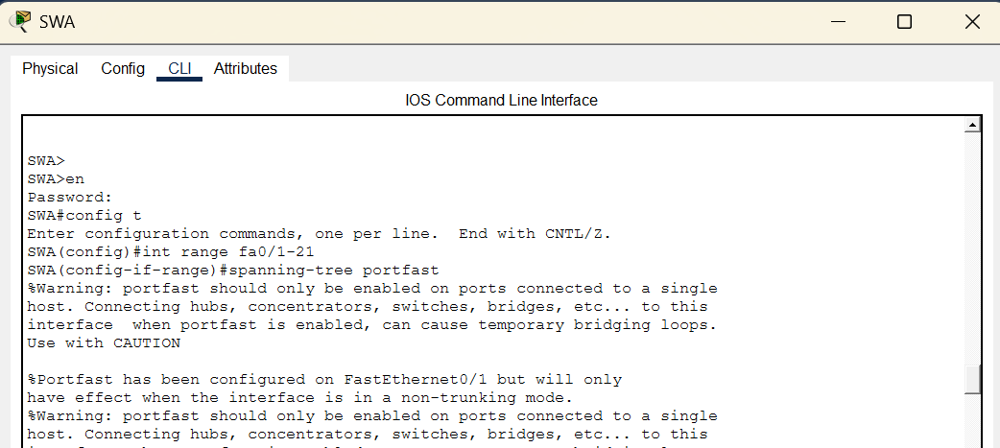 SWA
Physical Config CLI Attributes
IOS Command Line Interface
SWA>
SWA>en
Password:
SWA#config t
Enter configuration commands, one per line.  End with CNTL/Z.
SWA(config)#int range fa0/1-21
SWA(config-if-range)#spanning-tree portfast
%Warning: portfast should only be enabled on ports connected to a single
host. Connecting hubs, concentrators, switches, bridges, etc... to this
interface  when portfast is enabled, can cause temporary bridging loops.
Use with CAUTION
%Portfast has been configured on FastEthernet0/1 but will only
have effect when the interface is in a non-trunking mode.
%Warning: portfast should only be enabled on ports connected to a single
host. Connecting hubs, concentrators, switches, bridges, etc... to this